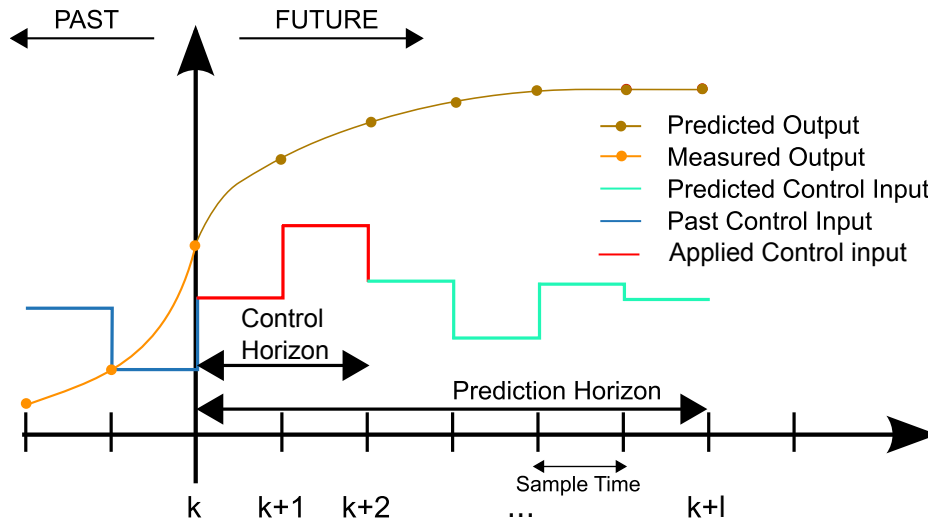 PAST
FUTURE
Predicted Output
Measured Output
Predicted Control Input
Past Control Input
Applied Control input
Control
Horizon
Prediction Horizon
Sample Time
k
k+1
k+2
...
k+l